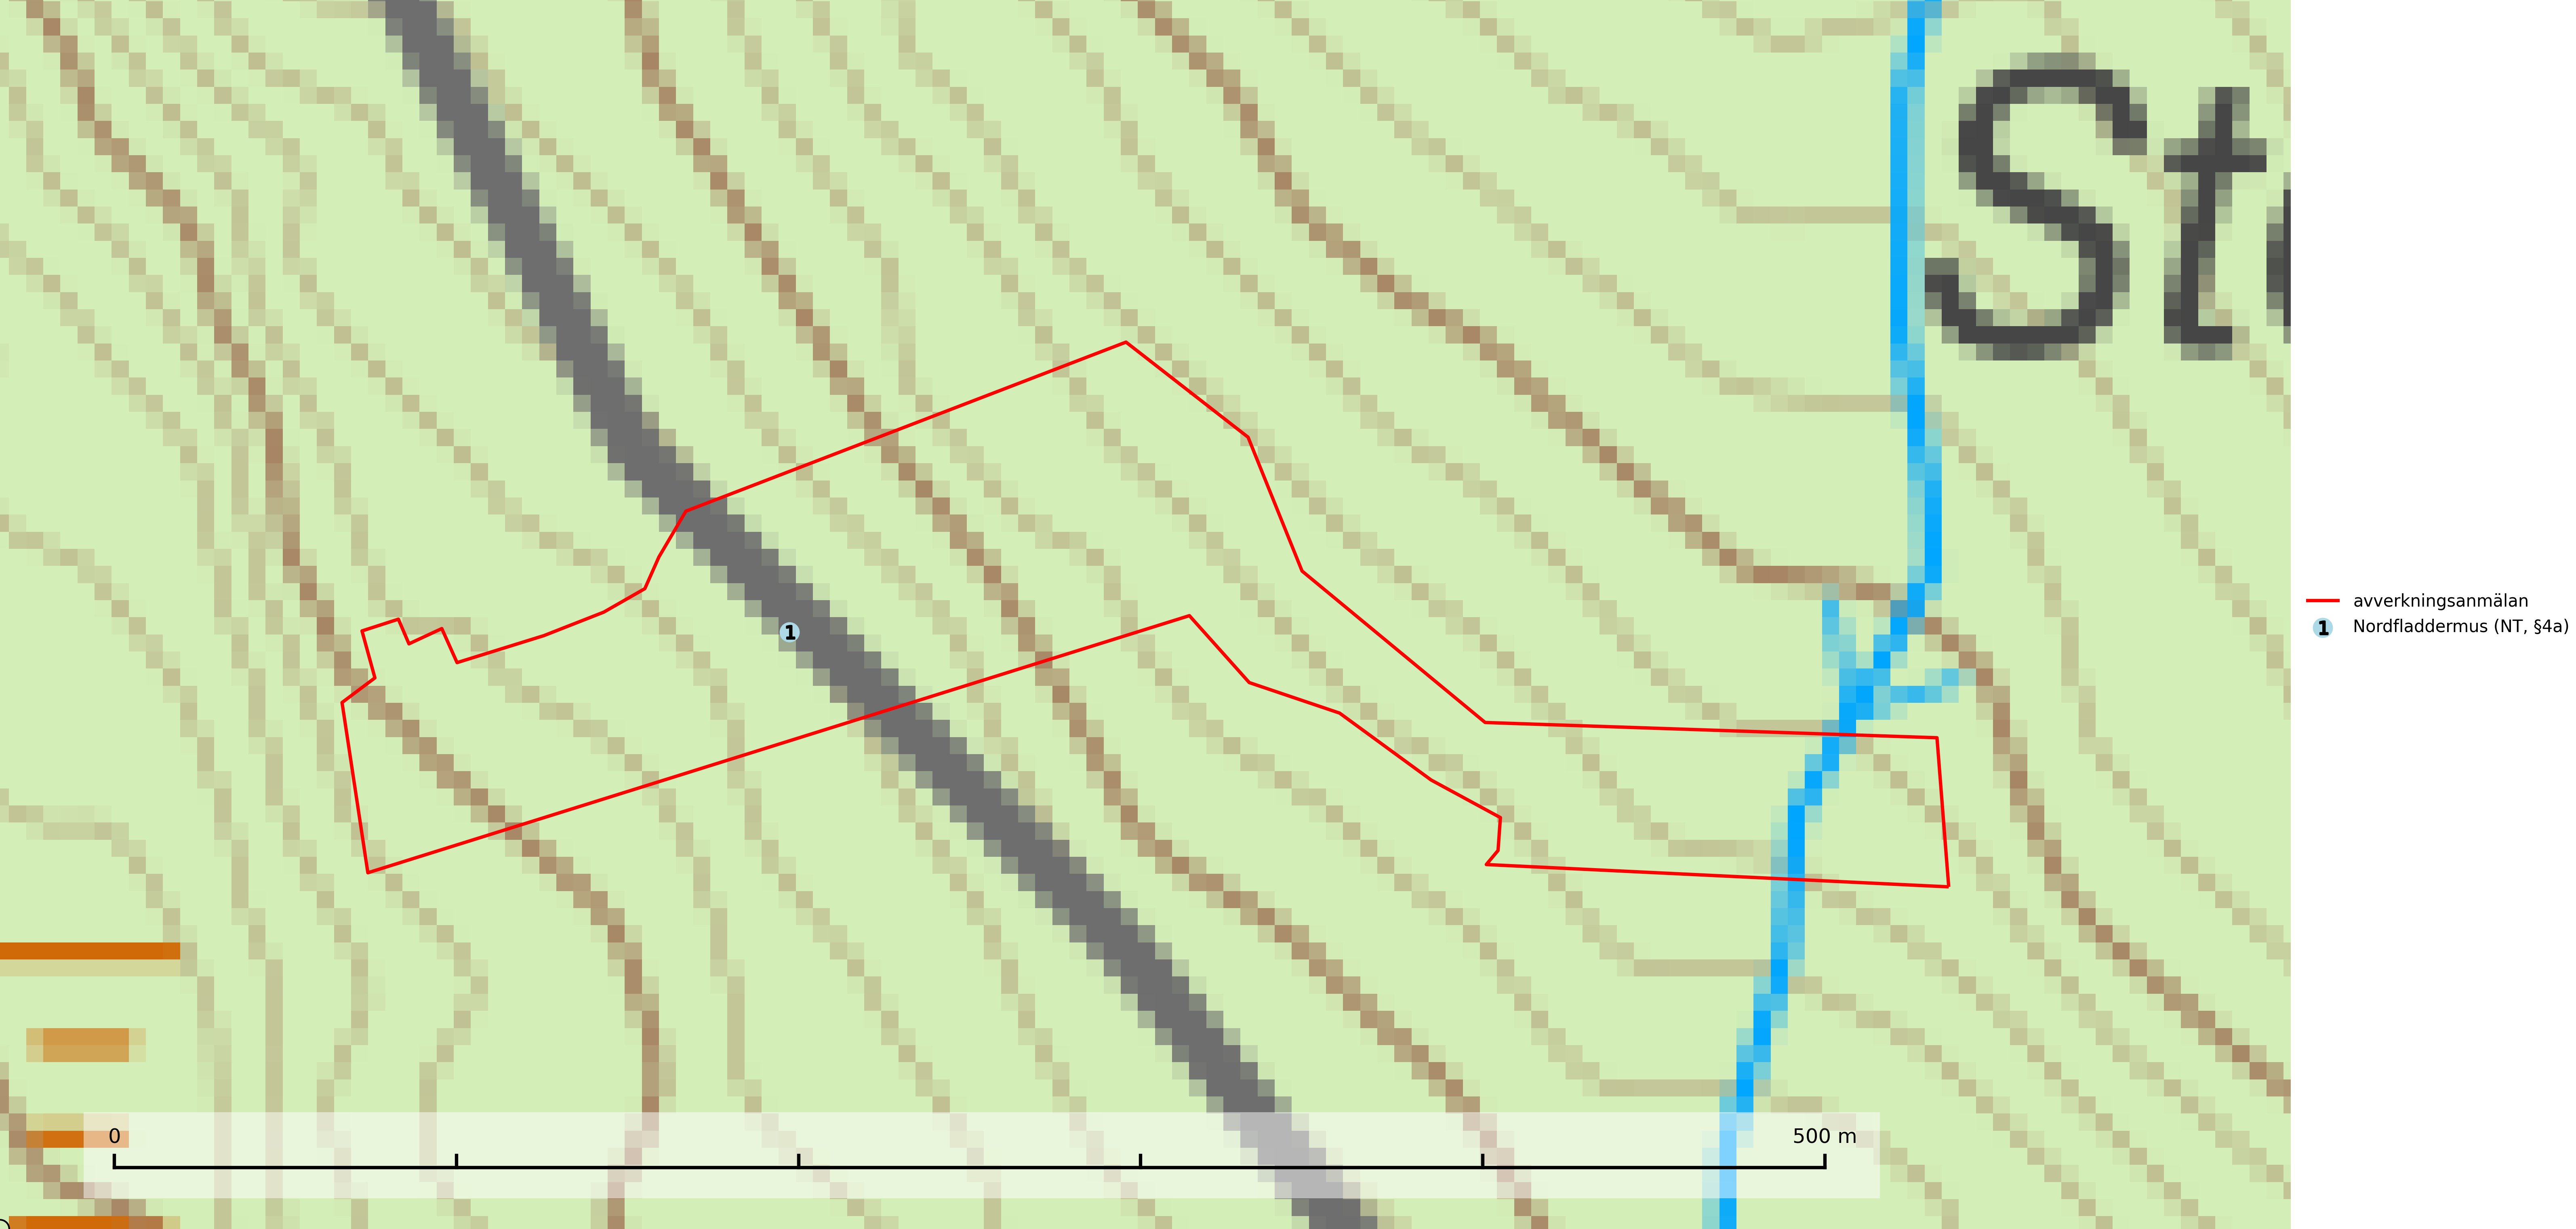 St
1
avverkningsanmälan
1 Nordfladdermus (NT, §4a)
0 500 m